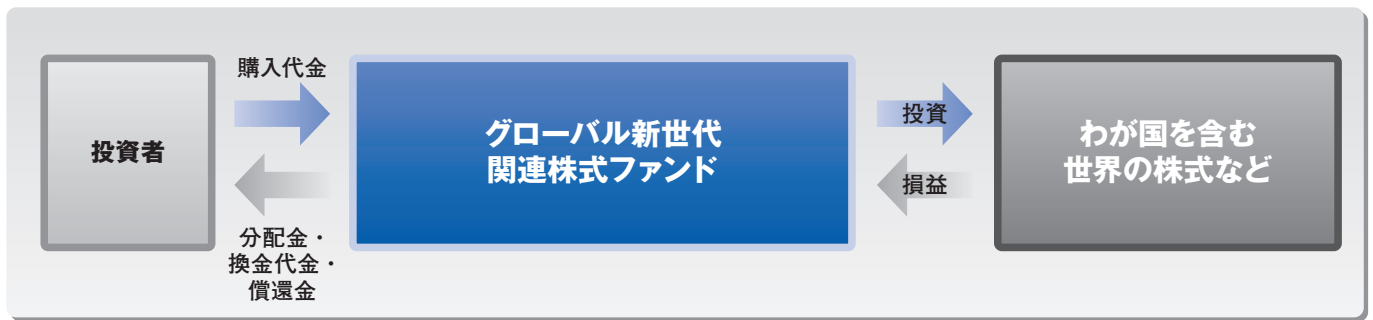 購入代金
投資者
分配金・
換金代金・
償還金
グローバル新世代
関連株式ファンド
投資
損益
わが国を含む
世界の株式など